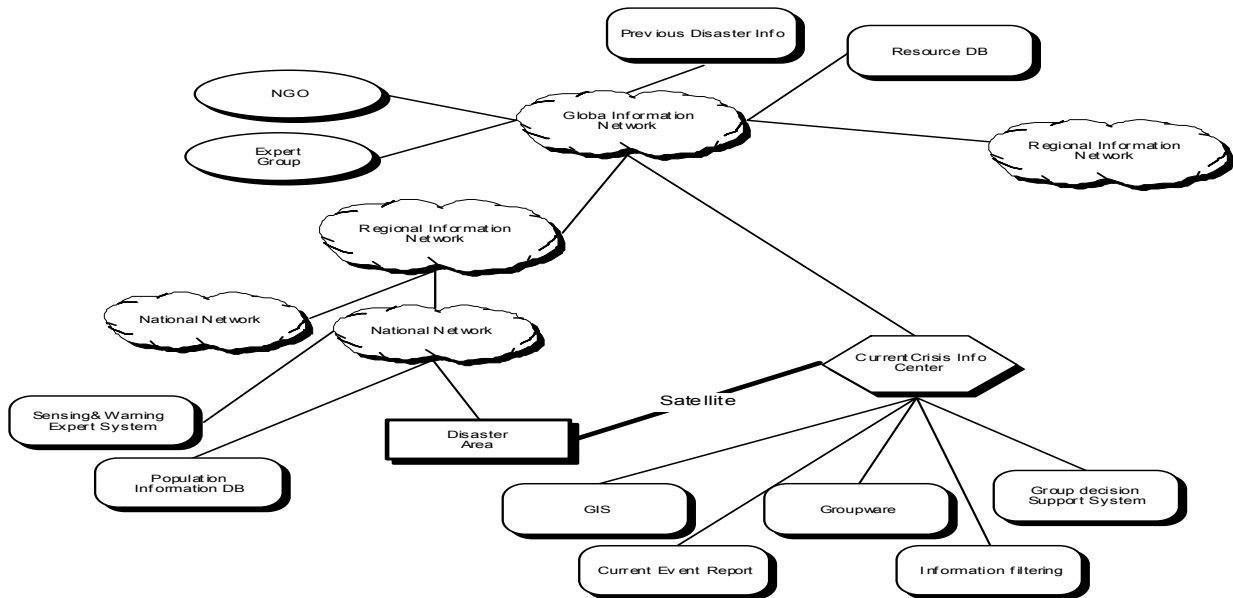 Previous Disaster Info
Resource DB
NGO
Globa Information
Network
Expert
Group
Regional Information
Network
Regional Information
Network
National Network
National Network
CurrentCrisis Info
Center
Satellite
Sensing& Warning
Expert System
Disaster
Area
Population
Information DB
Group decision
Support System
GIS
Groupware
Current Event Report
Information filtering